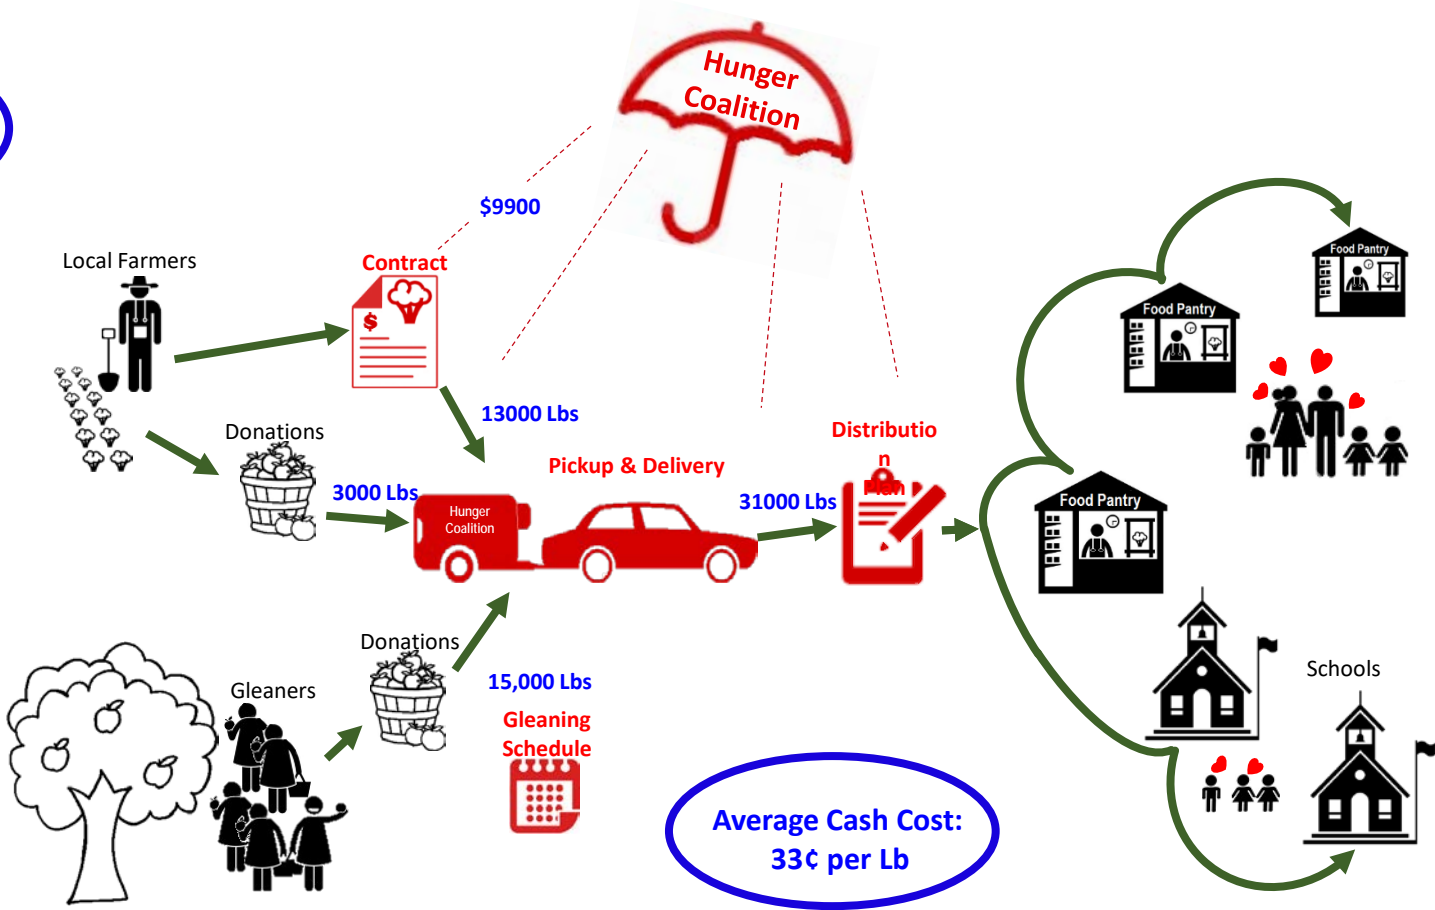 Hunger
Coalition
$9900
Local Farmers
Contract
$
Food Pantry
Food Pantry
13000 Lbs
Donations
Distributio
n
Plan
Pickup & Delivery
3000 Lbs
31000 Lbs
Hunger
Coalition
Food Pantry
Donations
15,000 Lbs
Gleaners
Schools
Gleaning
Schedule
Average Cash Cost:
33¢ per Lb